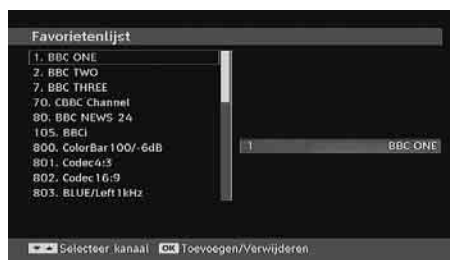 Favorietenlijst
1. BBC ONE
2. BBC TWO
7. BBC THREE
70. CBBC Channel
80. BBC NEWS 24
105. BBCi
800. ColorBar100/-6dB
801. Codec4:3
802. Codec16:9
803. BLUE/Left1kHz
1 BBC ONE
Selecteer kanaal OK Toevoegen/Verwijderen